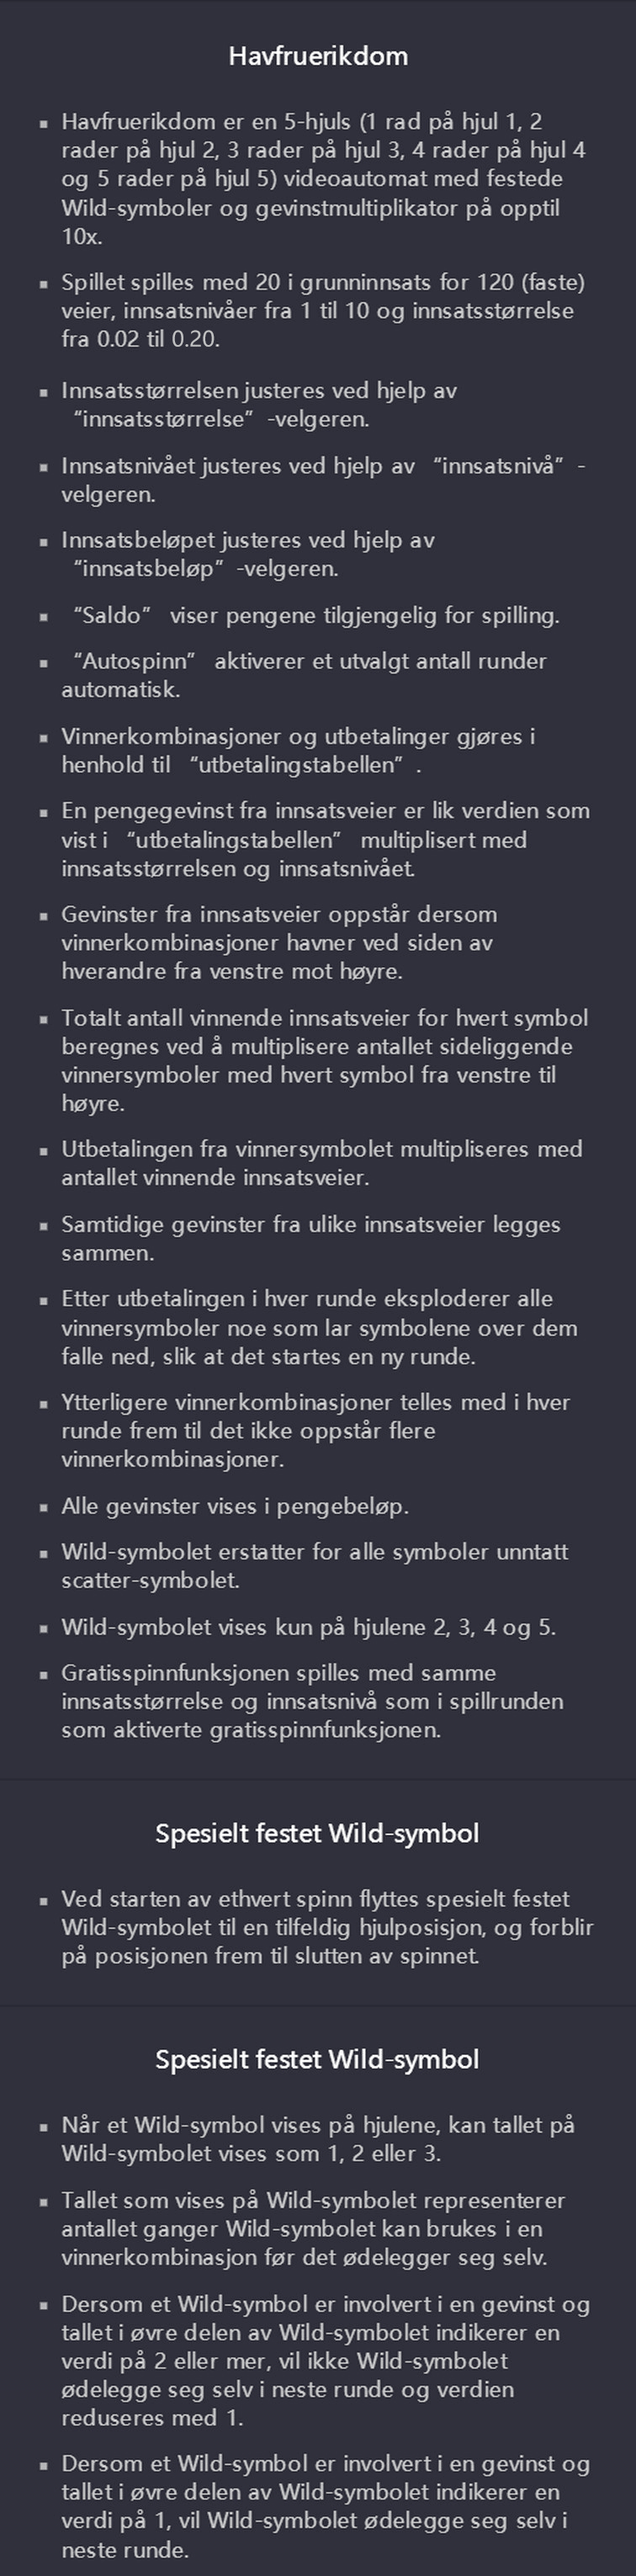 Havfruerikdom
▪ Havfruerikdom er en 5-hjuls (1 rad på hjul 1, 2
rader på hjul 2, 3 rader på hjul 3, 4 rader på hjul 4
og 5 rader på hjul 5) videoautomat med festede
Wild-symboler og gevinstmultiplikator på opptil
10x.
▪ Spillet spilles med 20 i grunninnsats for 120 (faste)
veier, innsatsnivåer fra 1 til 10 og innsatsstørrelse
fra 0.02 til 0.20.
▪ Innsatsstørrelsen justeres ved hjelp av
“innsatsstørrelse” -velgeren.
▪ Innsatsnivået justeres ved hjelp av “innsatsnivå” -
velgeren.
▪ Innsatsbeløpet justeres ved hjelp av
“innsatsbeløp” -velgeren.
▪ “Saldo” viser pengene tilgjengelig for spilling.
▪ “Autospinn” aktiverer et utvalgt antall runder
automatisk.
▪ Vinnerkombinasjoner og utbetalinger gjøres i
henhold til “utbetalingstabellen” .
▪ En pengegevinst fra innsatsveier er lik verdien som
vist i “utbetalingstabellen” multiplisert med
innsatsstørrelsen og innsatsnivået.
▪ Gevinster fra innsatsveier oppstår dersom
vinnerkombinasjoner havner ved siden av
hverandre fra venstre mot høyre.
▪ Totalt antall vinnende innsatsveier for hvert symbol
beregnes ved å multiplisere antallet sideliggende
vinnersymboler med hvert symbol fra venstre til
høyre.
▪ Utbetalingen fra vinnersymbolet multipliseres med
antallet vinnende innsatsveier.
▪ Samtidige gevinster fra ulike innsatsveier legges
sammen.
▪ Etter utbetalingen i hver runde eksploderer alle
vinnersymboler noe som lar symbolene over dem
falle ned, slik at det startes en ny runde.
▪ Ytterligere vinnerkombinasjoner telles med i hver
runde frem til det ikke oppstår flere
vinnerkombinasjoner.
▪ Alle gevinster vises i pengebeløp.
▪ Wild-symbolet erstatter for alle symboler unntatt
scatter-symbolet.
▪ Wild-symbolet vises kun på hjulene 2, 3, 4 og 5.
▪ Gratisspinnfunksjonen spilles med samme
innsatsstørrelse og innsatsnivå som i spillrunden
som aktiverte gratisspinnfunksjonen.
Spesielt festet Wild-symbol
▪ Ved starten av ethvert spinn flyttes spesielt festet
Wild-symbolet til en tilfeldig hjulposisjon, og forblir
på posisjonen frem til slutten av spinnet.
Spesielt festet Wild-symbol
▪ Når et Wild-symbol vises på hjulene, kan tallet på
Wild-symbolet vises som 1, 2 eller 3.
▪ Tallet som vises på Wild-symbolet representerer
antallet ganger Wild-symbolet kan brukes i en
vinnerkombinasjon før det ødelegger seg selv.
▪ Dersom et Wild-symbol er involvert i en gevinst og
tallet i øvre delen av Wild-symbolet indikerer en
verdi på 2 eller mer, vil ikke Wild-symbolet
ødelegge seg selv i neste runde og verdien
reduseres med 1.
▪ Dersom et Wild-symbol er involvert i en gevinst og
tallet i øvre delen av Wild-symbolet indikerer en
verdi på 1, vil Wild-symbolet ødelegge seg selv i
neste runde.